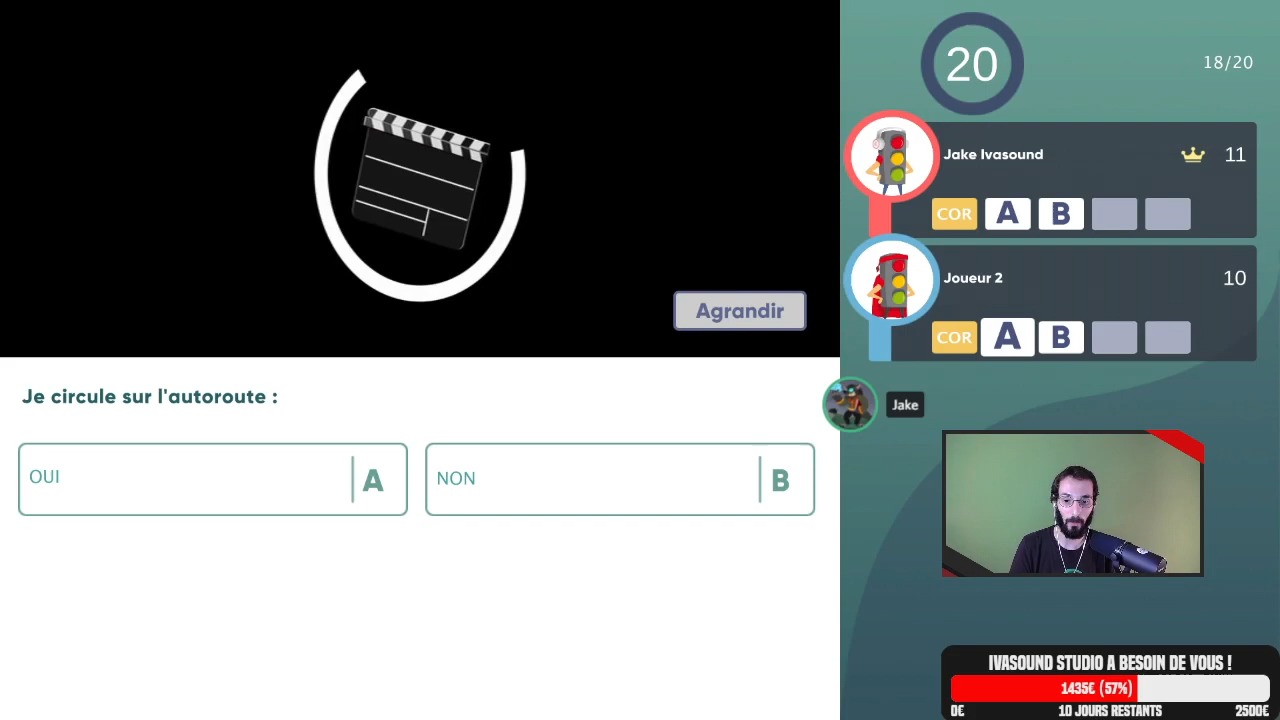 20
18/20
Jake Ivasound
11
COR A B
Joueur 2
10
COR A B
Agrandir
Je circule sur l'autoroute :
OUI A
NON B
Jake
IVASOUND STUDIO A BESOIN DE VOUS !
1435€ (57%)
0€ 10 JOURS RESTANTS 2500€